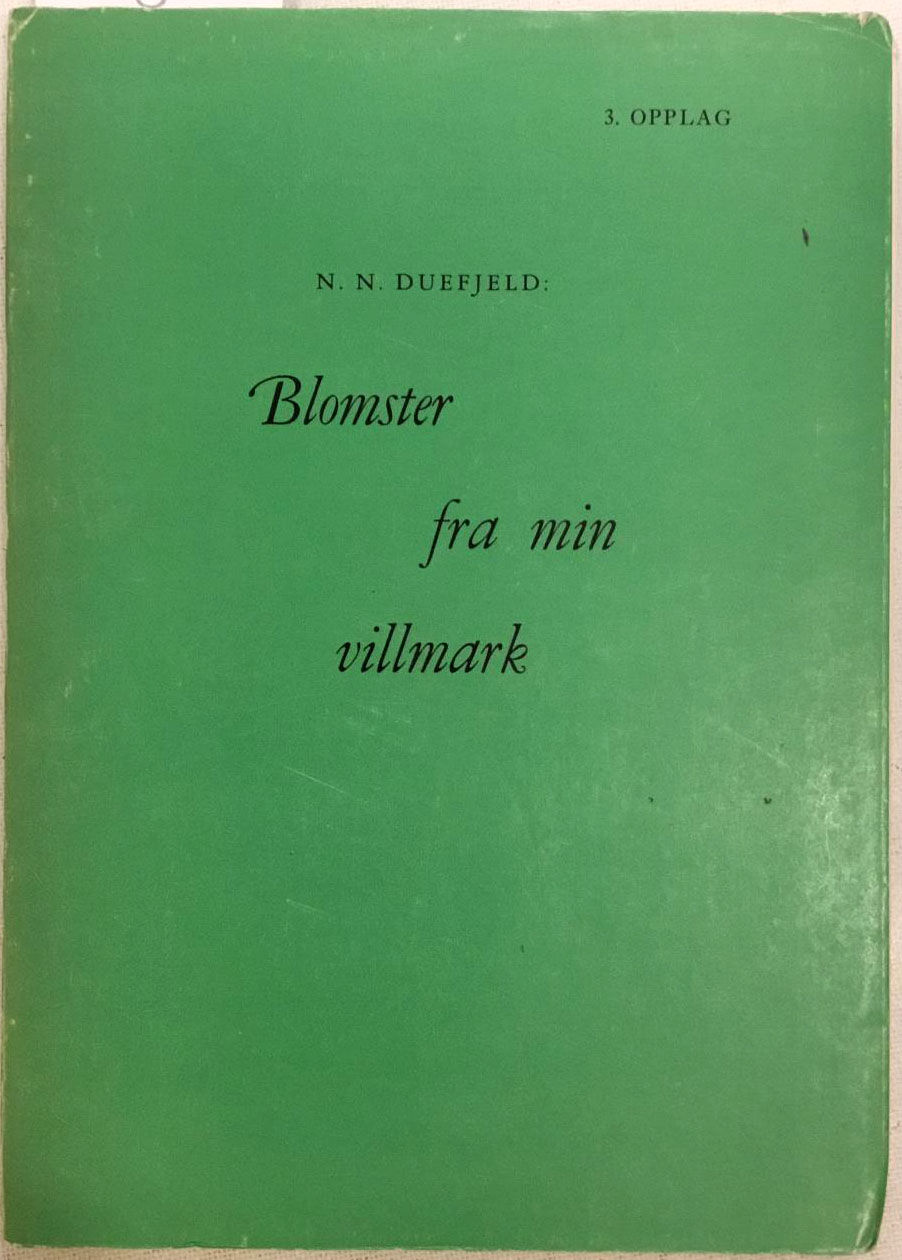 3. OPPLAG
N. N. DUEFJELD:
Blomster
fra min
villmark